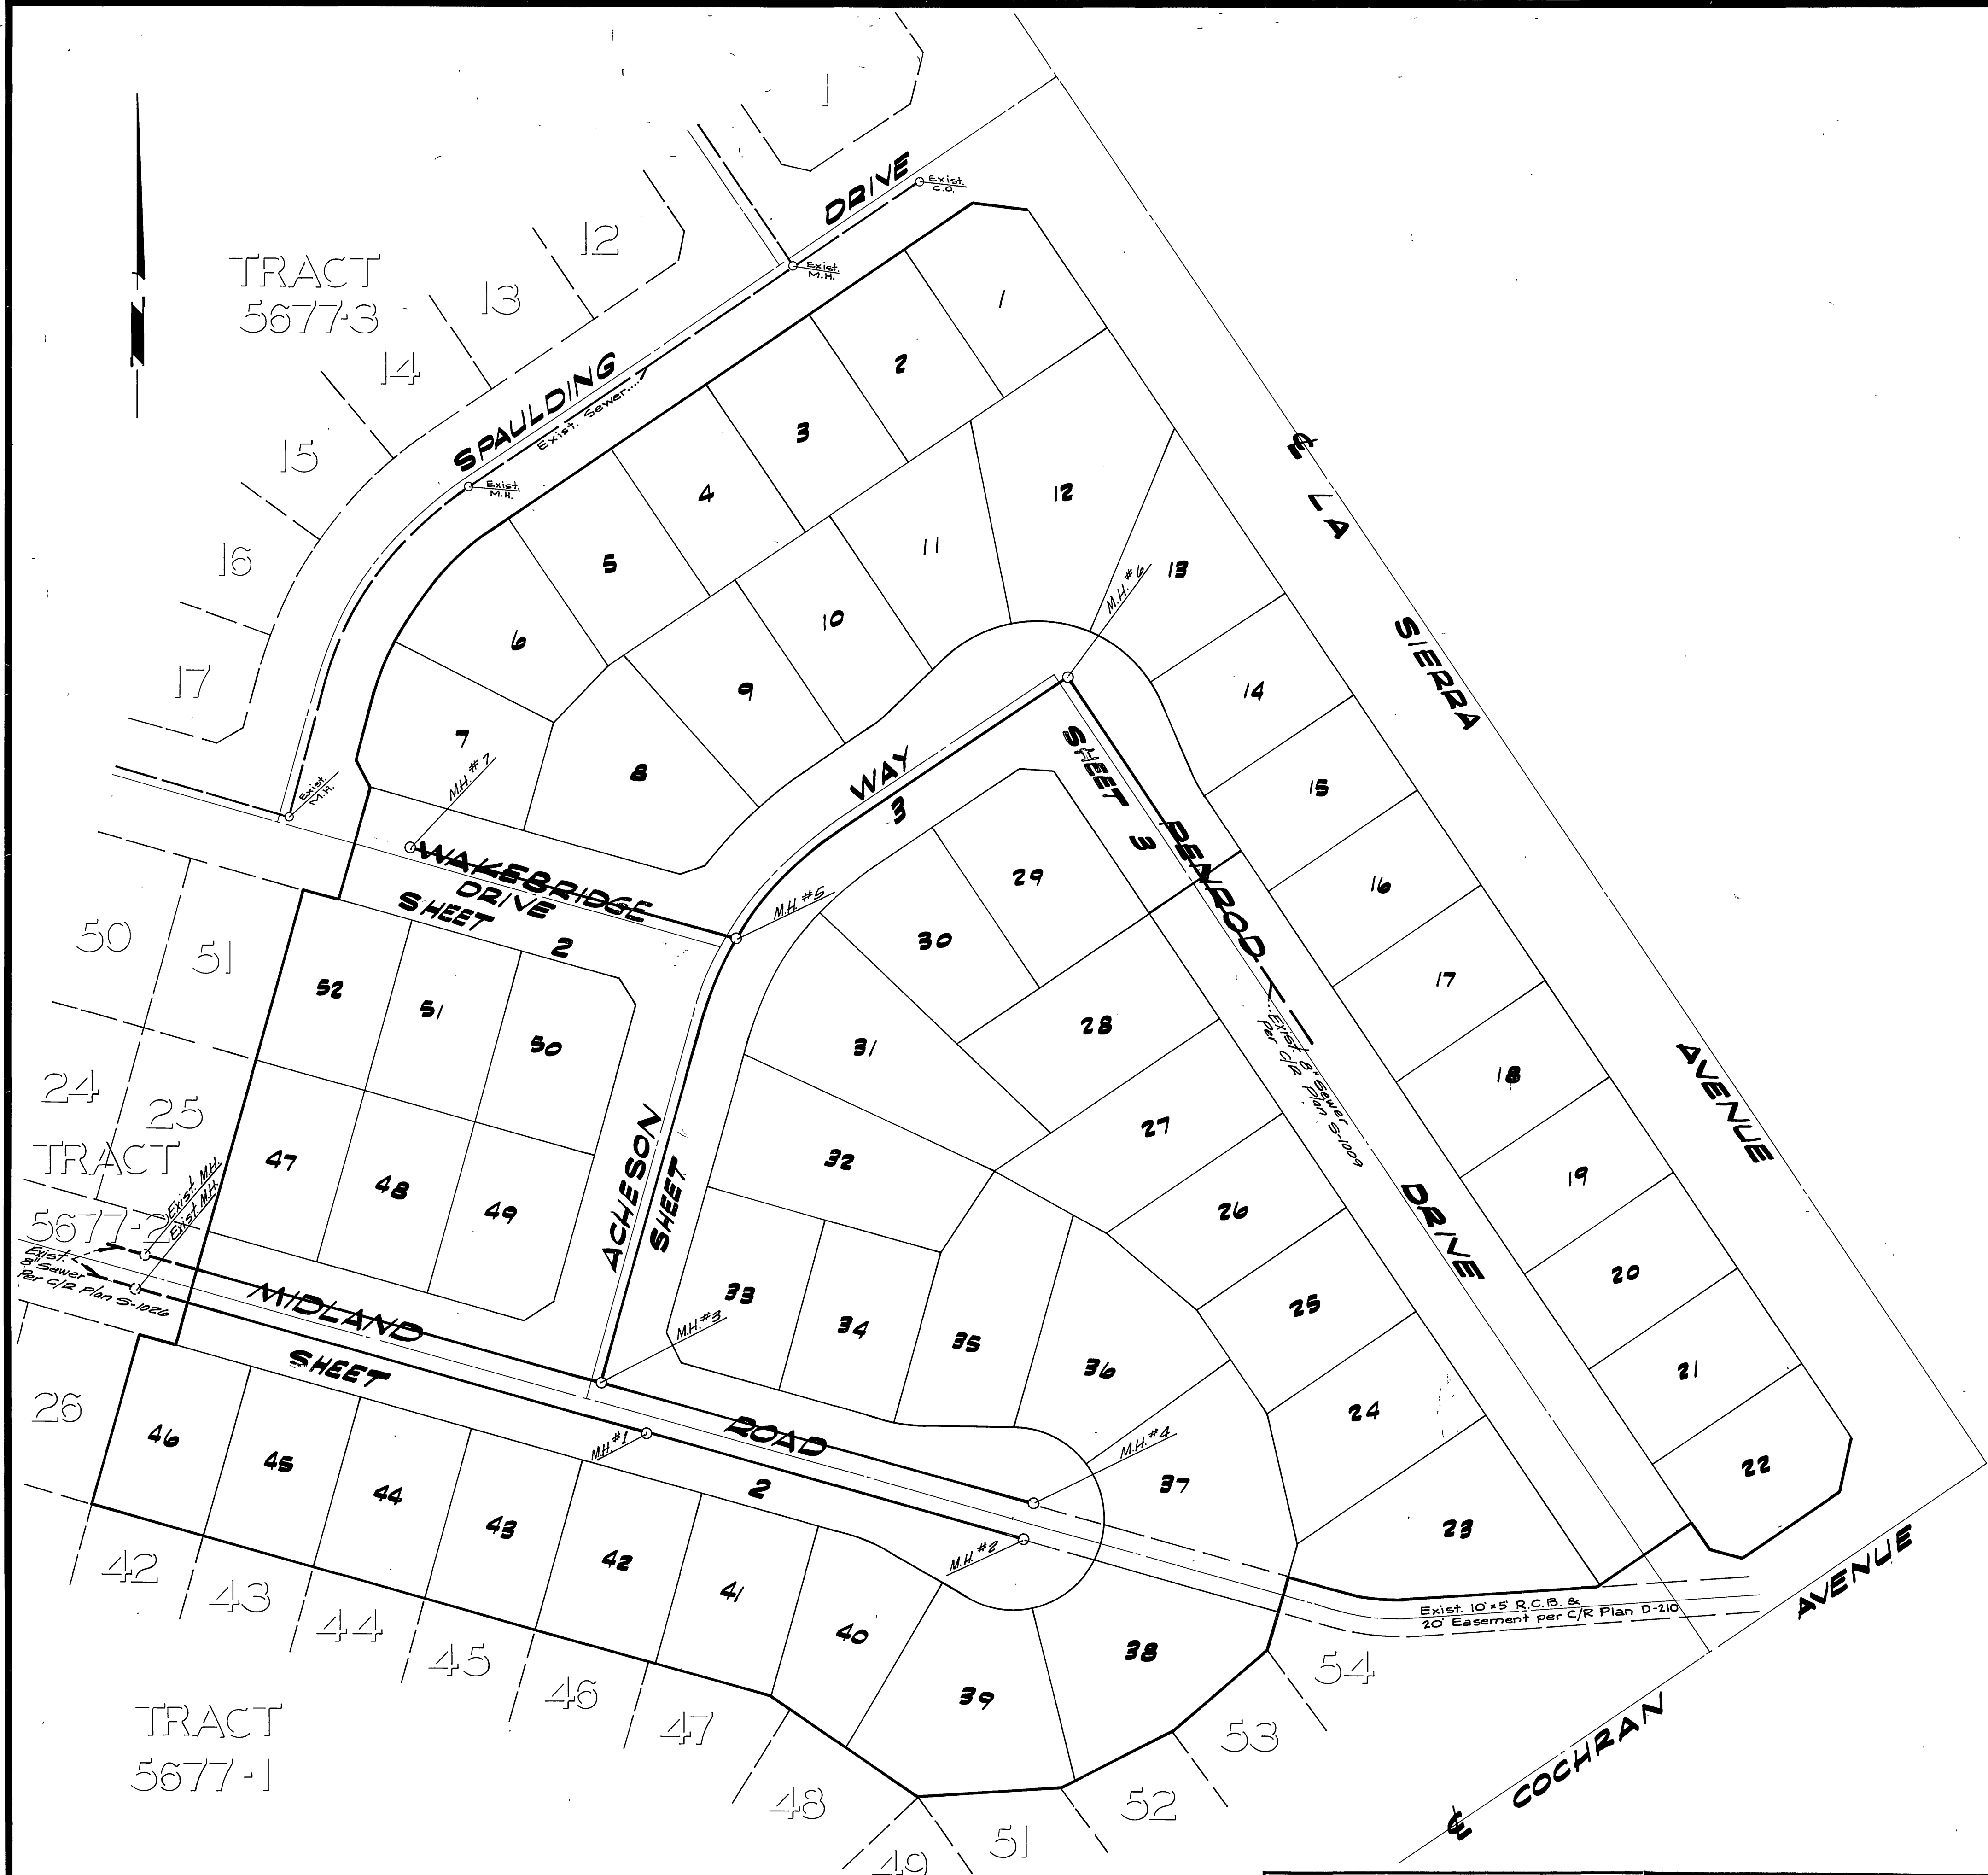 1
DRIVE
Exist.
C.O.
12
TRACT
5677-3
Exist.
M.H.
13
1
14
2
SPAULDING
Exist. Sewer
15
3
₵ LA SIERRA AVENUE
Exist.
M.H.
4
12
16
11
5
13
M.H. #6
10
6
17
9
14
7
WAY
SHEET 3
8
M.H. #7
15
Exist.
M.H.
3
PENROD
WAKEBRIDGE
DRIVE
SHEET
2
29
16
M.H. #5
50
51
30
52
17
51
28
50
31
Exist. 8" Sewer
Per C/R Plan S-1009
18
24
25
27
ACHESON
SHEET
TRACT
5677-2
47
32
19
48
26
49
DRIVE
Exist. M.H.
Exist. M.H.
Exist.
8" Sewer
Per C/R Plan S-1026
20
33
25
MIDLAND
34
M.H. #3
35
SHEET
36
21
26
24
46
ROAD
M.H. #4
45
M.H. #1
22
37
44
2
43
23
42
M.H. #2
42
AVENUE
43
41
Exist. 10'x5' R.C.B. &
20' Easement per C/R Plan D-210
44
40
45
38
54
46
39
TRACT
5677-1
47
53
COCHRAN
48
52
₵
51
49